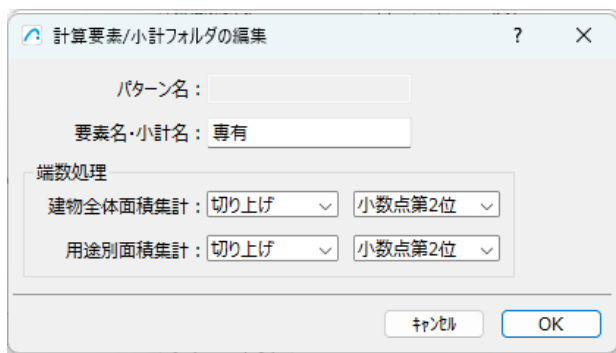 計算要素/小計フォルダの編集 ?
パターン名：
要素名・小計名：専有
端数処理
建物全体面積集計：切り上げ 小数点第2位
用途別面積集計：切り上げ 小数点第2位
ｷｬﾝｾﾙ OK